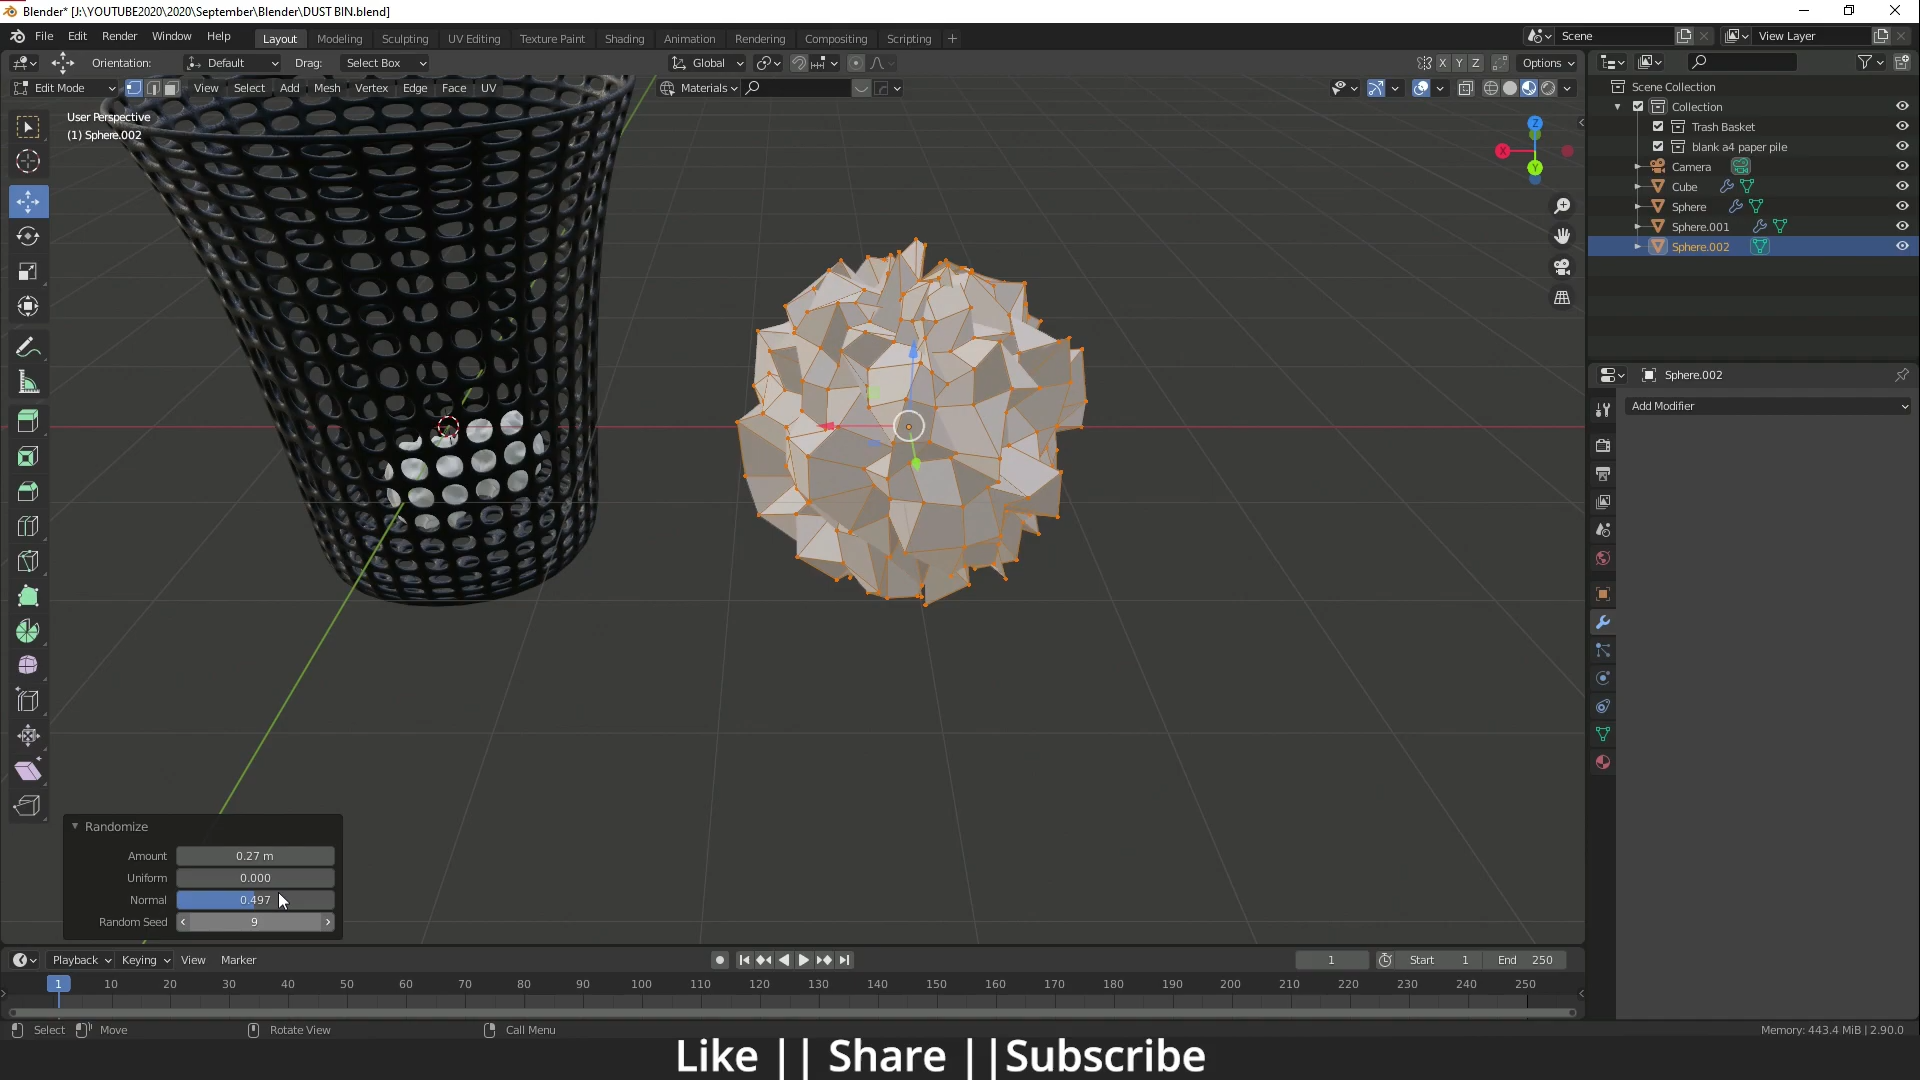 Blender* [J:\YOUTUBE2020\2020\September\Blender\DUST BIN.blend]
File Edit Render Window Help Layout Modeling Sculpting UV Editing Texture Paint Shading Animation Rendering Compositing Scripting + Scene View Layer
Orientation: Default Drag: Select Box Global X Y Z Options
Edit Mode View Select Add Mesh Vertex Edge Face UV Materials
User Perspective
(1) Sphere.002
Z
X
Y
Scene Collection
Collection
Trash Basket
blank a4 paper pile
Camera
Cube
Sphere
Sphere.001
Sphere.002
Sphere.002
Add Modifier
Randomize
Amount 0.27 m
Uniform 0.000
Normal 0.497
Random Seed 9
Playback Keying View Marker 1 Start 1 End 250
1 10 20 30 40 50 60 70 80 90 100 110 120 130 140 150 160 170 180 190 200 210 220 230 240 250
Select Move Rotate View Call Menu Memory: 443.4 MiB | 2.90.0
Like || Share ||Subscribe